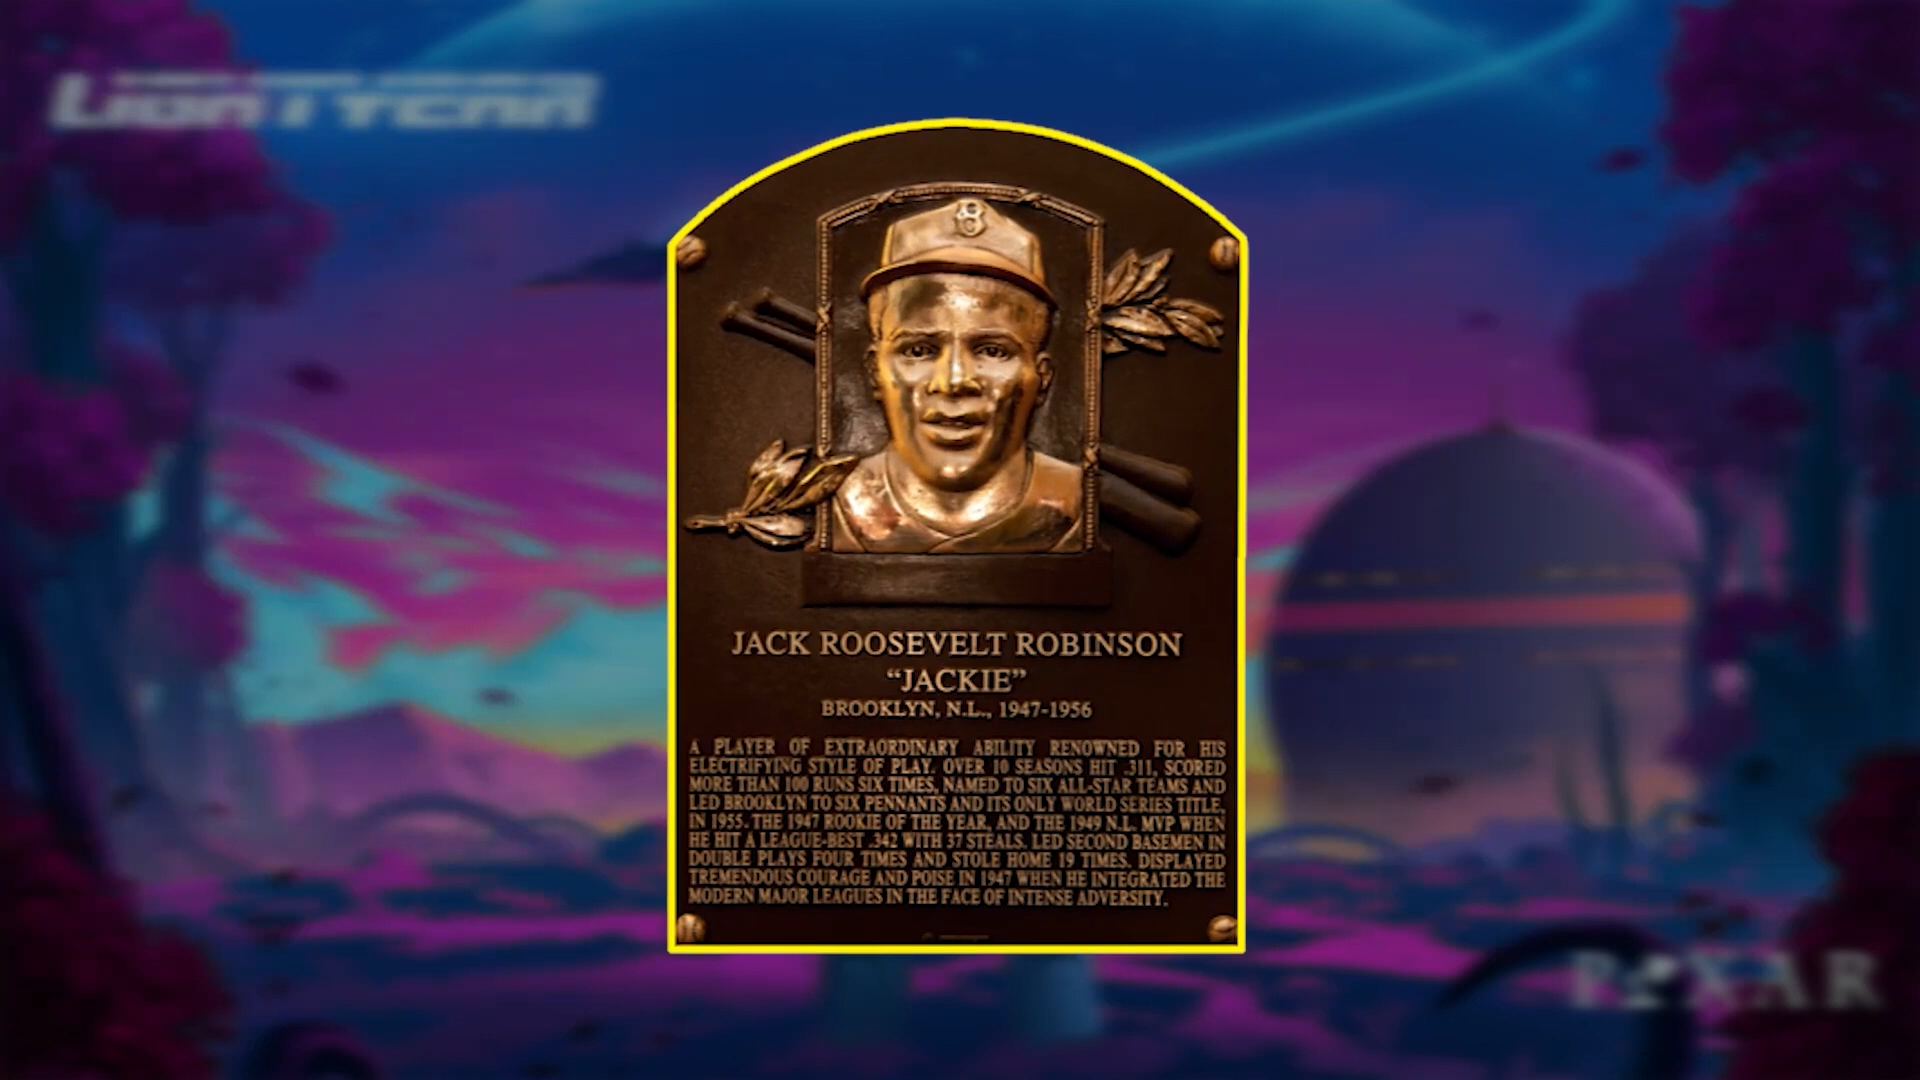 LIGHTYEAR
B
JACK ROOSEVELT ROBINSON
“JACKIE”
BROOKLYN, N.L., 1947-1956
A PLAYER OF EXTRAORDINARY ABILITY RENOWNED FOR HIS
ELECTRIFYING STYLE OF PLAY. OVER 10 SEASONS HIT .311, SCORED
MORE THAN 100 RUNS SIX TIMES, NAMED TO SIX ALL-STAR TEAMS AND
LED BROOKLYN TO SIX PENNANTS AND ITS ONLY WORLD SERIES TITLE,
IN 1955. THE 1947 ROOKIE OF THE YEAR, AND THE 1949 N.L. MVP WHEN
HE HIT A LEAGUE-BEST .342 WITH 37 STEALS. LED SECOND BASEMEN IN
DOUBLE PLAYS FOUR TIMES AND STOLE HOME 19 TIMES. DISPLAYED
TREMENDOUS COURAGE AND POISE IN 1947 WHEN HE INTEGRATED THE
MODERN MAJOR LEAGUES IN THE FACE OF INTENSE ADVERSITY.
PIXAR